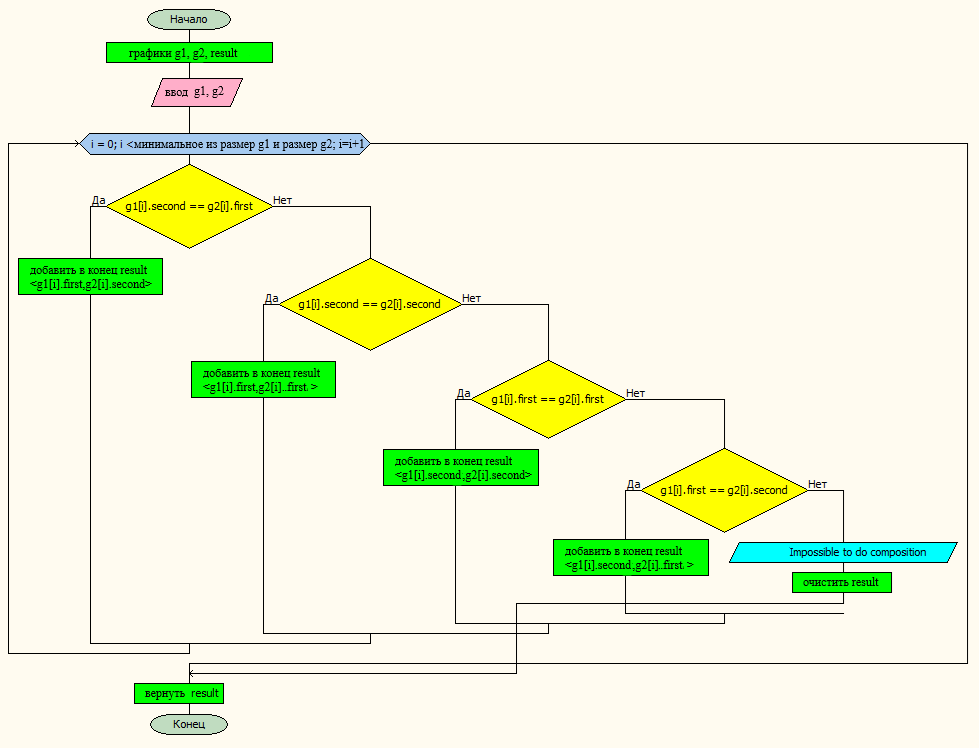 Начало
графики g1, g2, result
ввод g1, g2
i = 0; i <минимальное из размер g1 и размер g2; i=i+1
Да
g1[i].second == g2[i].first
Нет
добавить в конец result
<g1[i].first,g2[i].second>
Да
g1[i].second == g2[i].second
Нет
добавить в конец result
<g1[i].first,g2[i]..first >
Да
g1[i].first == g2[i].first
Нет
добавить в конец result
<g1[i].second,g2[i].second>
Да
g1[i].first == g2[i].second
Нет
добавить в конец result
<g1[i].second,g2[i]..first >
Impossible to do composition
очистить result
вернуть result
Конец